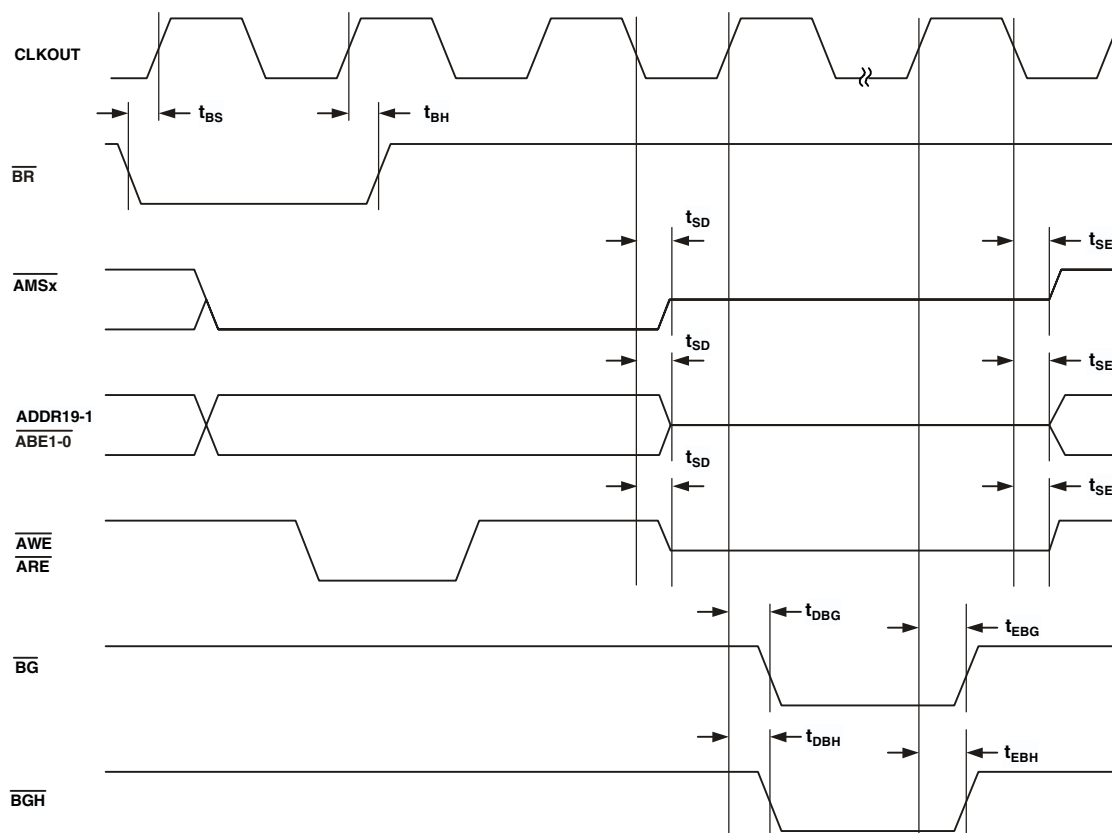 CLKOUT
tBS
tBH
BR
tSD
tSE
AMSx
tSD
tSE
ADDR19-1
ABE1-0
tSD
tSE
AWE
ARE
tDBG
tEBG
BG
tDBH
tEBH
BGH